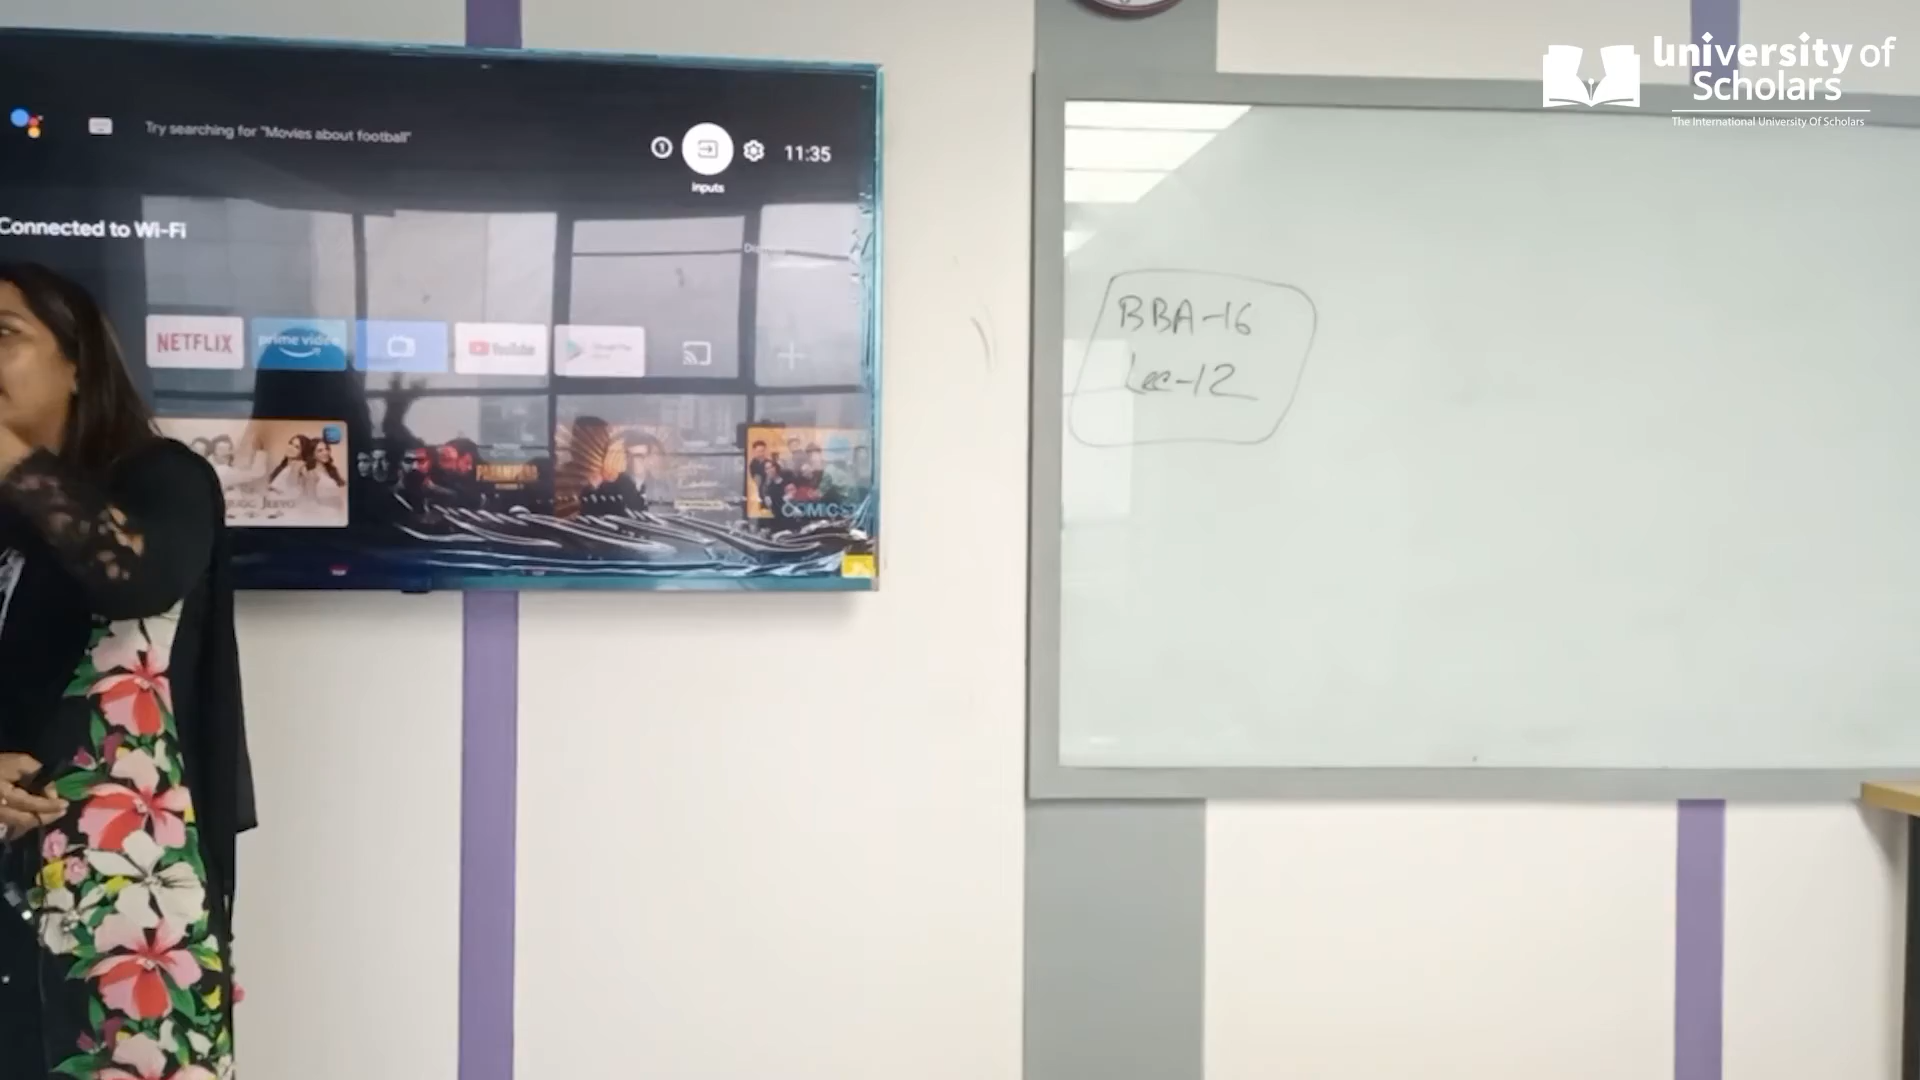 university of
Scholars
The International University Of Scholars
Try searching for "Movies about football"
11:35
Inputs
Connected to Wi-Fi
NETFLIX
prime video
YouTube
COMICS
BBA-16
Lec-12